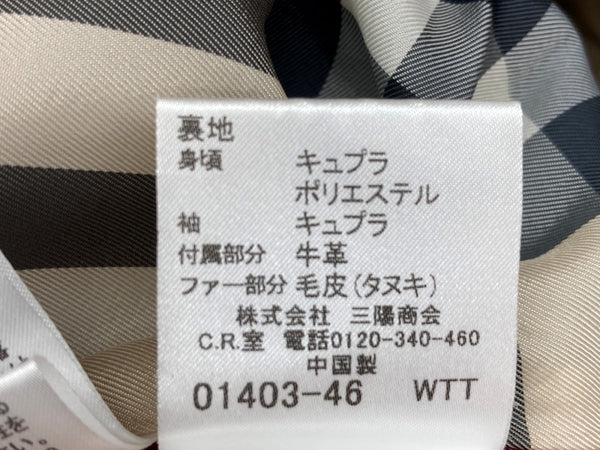 裏地
身頃 キュプラ
ポリエステル
袖 キュプラ
付属部分 牛革
ファー部分 毛皮(タヌキ)
株式会社 三陽商会
C.R.室 電話0120-340-460
中国製
01403-46 WTT